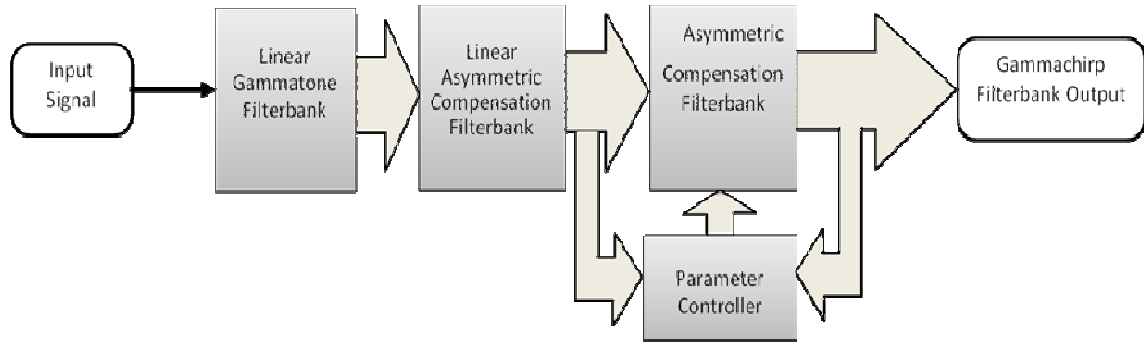 Input
Signal
Linear
Gammatone
Filterbank
Linear
Asymmetric
Compensation
Filterbank
Asymmetric
Compensation
Filterbank
Gammachirp
Filterbank Output
Parameter
Controller